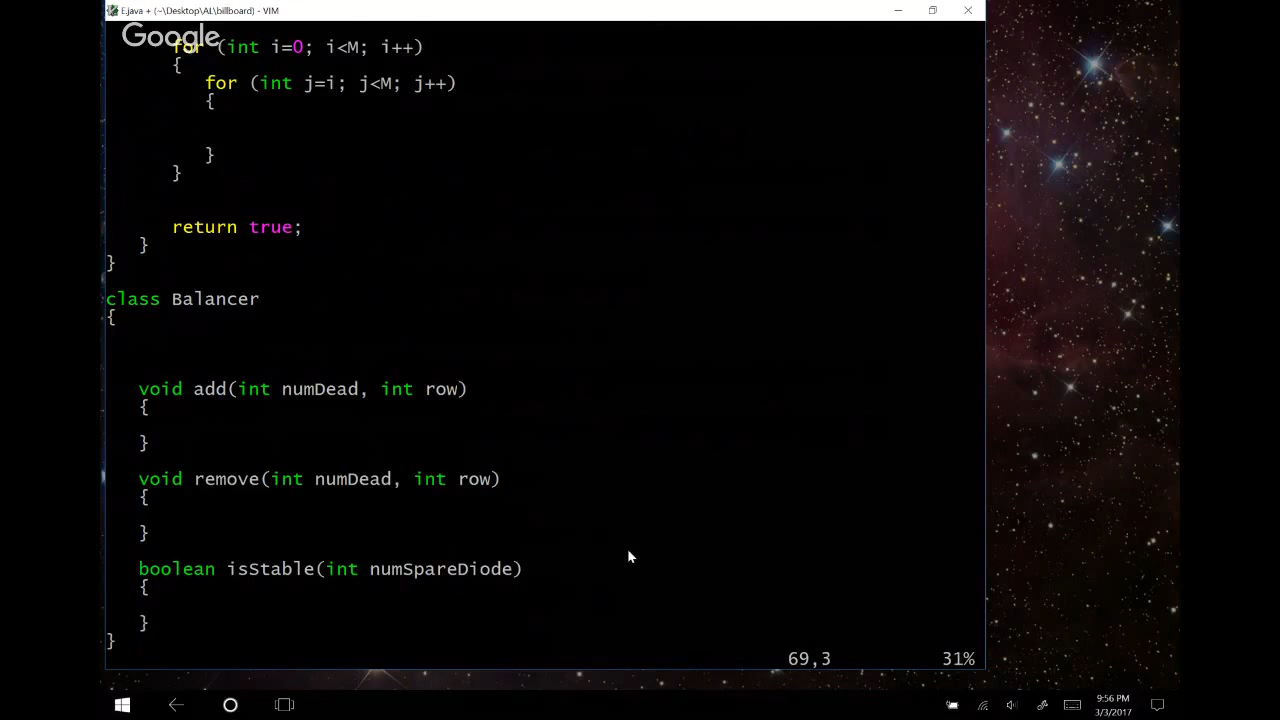 E.java + (~\Desktop\AL\billboard) - VIM
Google
for (int i=0; i<M; i++)
{
for (int j=i; j<M; j++)
{
}
}
return true;
}
}
class Balancer
{
void add(int numDead, int row)
{
}
void remove(int numDead, int row)
{
}
boolean isStable(int numSpareDiode)
{
}
}
69,3 31%
9:56 PM
3/3/2017